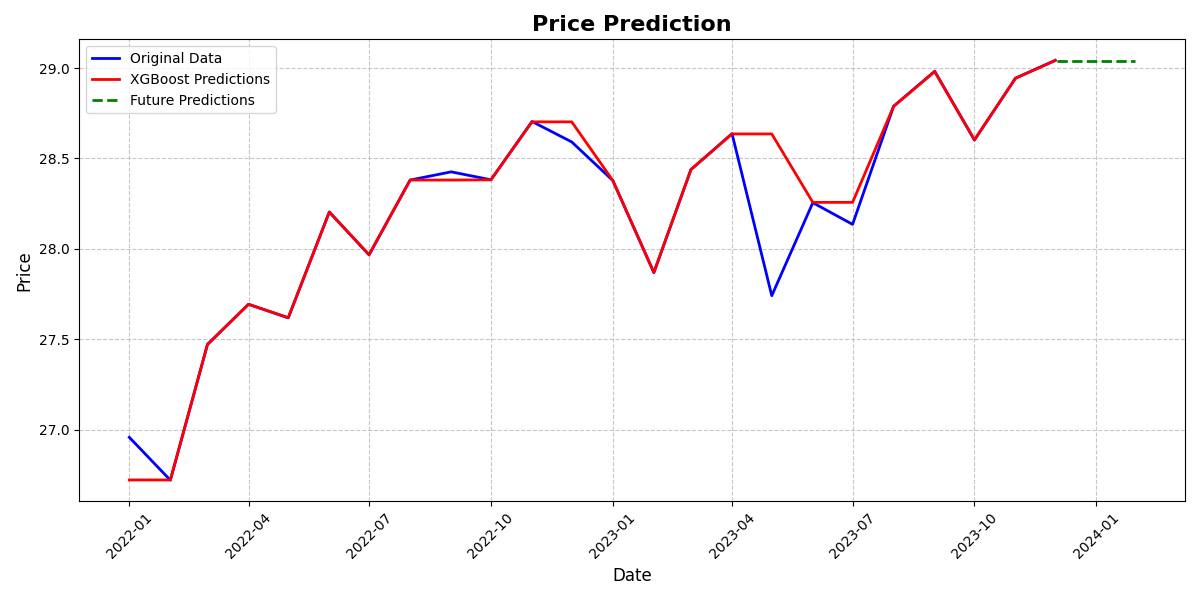 Price Prediction
Original Data
XGBoost Predictions
Future Predictions
Price
29.0
28.5
28.0
27.5
27.0
2022-01
2022-04
2022-07
2022-10
2023-01
2023-04
2023-07
2023-10
2024-01
Date